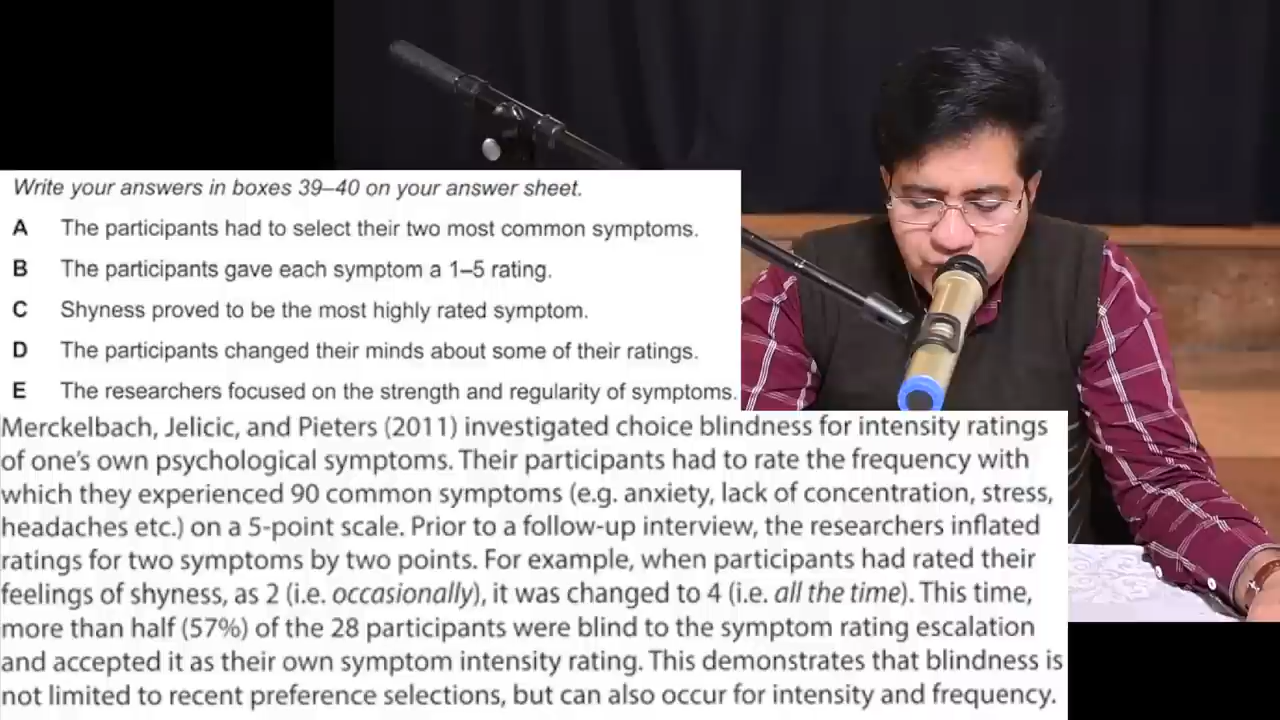 Write your answers in boxes 39–40 on your answer sheet.
A The participants had to select their two most common symptoms.
B The participants gave each symptom a 1–5 rating.
C Shyness proved to be the most highly rated symptom.
D The participants changed their minds about some of their ratings.
E The researchers focused on the strength and regularity of symptoms.
Merckelbach, Jelicic, and Pieters (2011) investigated choice blindness for intensity ratings
of one's own psychological symptoms. Their participants had to rate the frequency with
which they experienced 90 common symptoms (e.g. anxiety, lack of concentration, stress,
headaches etc.) on a 5-point scale. Prior to a follow-up interview, the researchers inflated
ratings for two symptoms by two points. For example, when participants had rated their
feelings of shyness, as 2 (i.e. occasionally), it was changed to 4 (i.e. all the time). This time,
more than half (57%) of the 28 participants were blind to the symptom rating escalation
and accepted it as their own symptom intensity rating. This demonstrates that blindness is
not limited to recent preference selections, but can also occur for intensity and frequency.